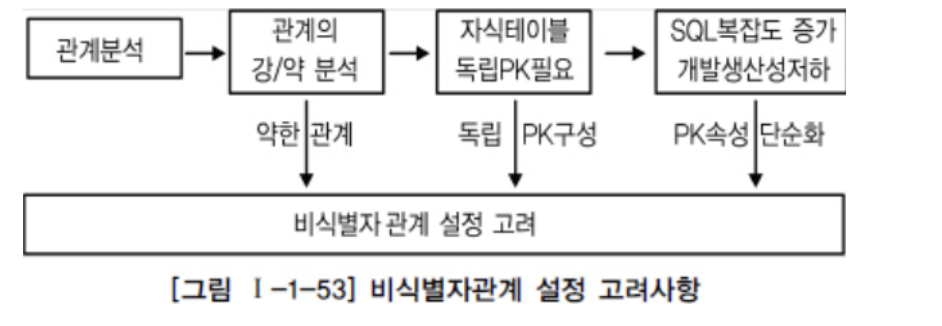 관계분석
관계의
강/약 분석
자식테이블
독립PK필요
SQL복잡도 증가
개발생산성저하
약한 관계
독립 PK구성
PK속성 단순화
비식별자관계 설정 고려
[그림 Ⅰ-1-53] 비식별자관계 설정 고려사항